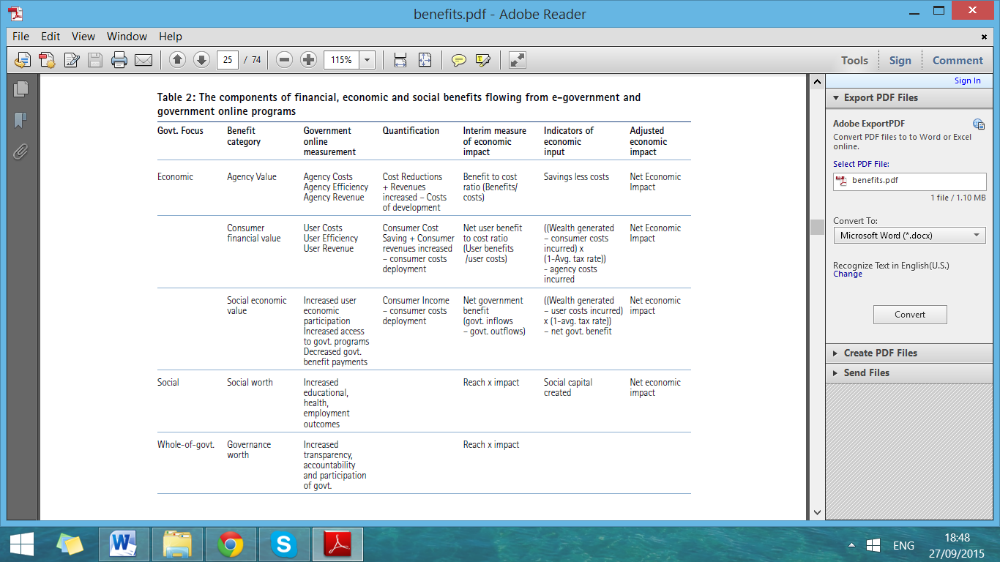 benefits.pdf - Adobe Reader
File Edit View Window Help
25 / 74 115% Tools Sign Comment
Sign In
Table 2: The components of financial, economic and social benefits flowing from e-government and
government online programs
Govt. Focus Benefit Government Quantification Interim measure Indicators of Adjusted
category online of economic economic economic
measurement impact input impact
Economic Agency Value Agency Costs Cost Reductions Benefit to cost Savings less costs Net Economic
Agency Efficiency + Revenues ratio (Benefits/ Impact
Agency Revenue increased – Costs costs)
of development
Consumer User Costs Consumer Cost Net user benefit ((Wealth generated Net Economic
financial value User Efficiency Saving + Consumer to cost ratio – consumer costs Impact
User Revenue revenues increased (User benefits incurred) x
– consumer costs /user costs) (1-Avg. tax rate))
deployment - agency costs
incurred
Social economic Increased user Consumer Income Net government ((Wealth generated Net economic
value economic – consumer costs benefit – user costs incurred) impact
participation deployment (govt. inflows x (1-avg. tax rate))
Increased access – govt. outflows) – net govt. benefit
to govt. programs
Decreased govt.
benefit payments
Social Social worth Increased Reach x impact Social capital Net economic
educational, created impact
health,
employment
outcomes
Whole-of-govt. Governance Increased Reach x impact
worth transparency,
accountability
and participation
of govt.
Export PDF Files
Adobe ExportPDF
Convert PDF files to to Word or Excel
online.
Select PDF File:
benefits.pdf
1 file / 1.10 MB
Convert To:
Microsoft Word (*.docx)
Recognize Text in English(U.S.)
Change
Convert
Create PDF Files
Send Files
ENG
18:48
27/09/2015